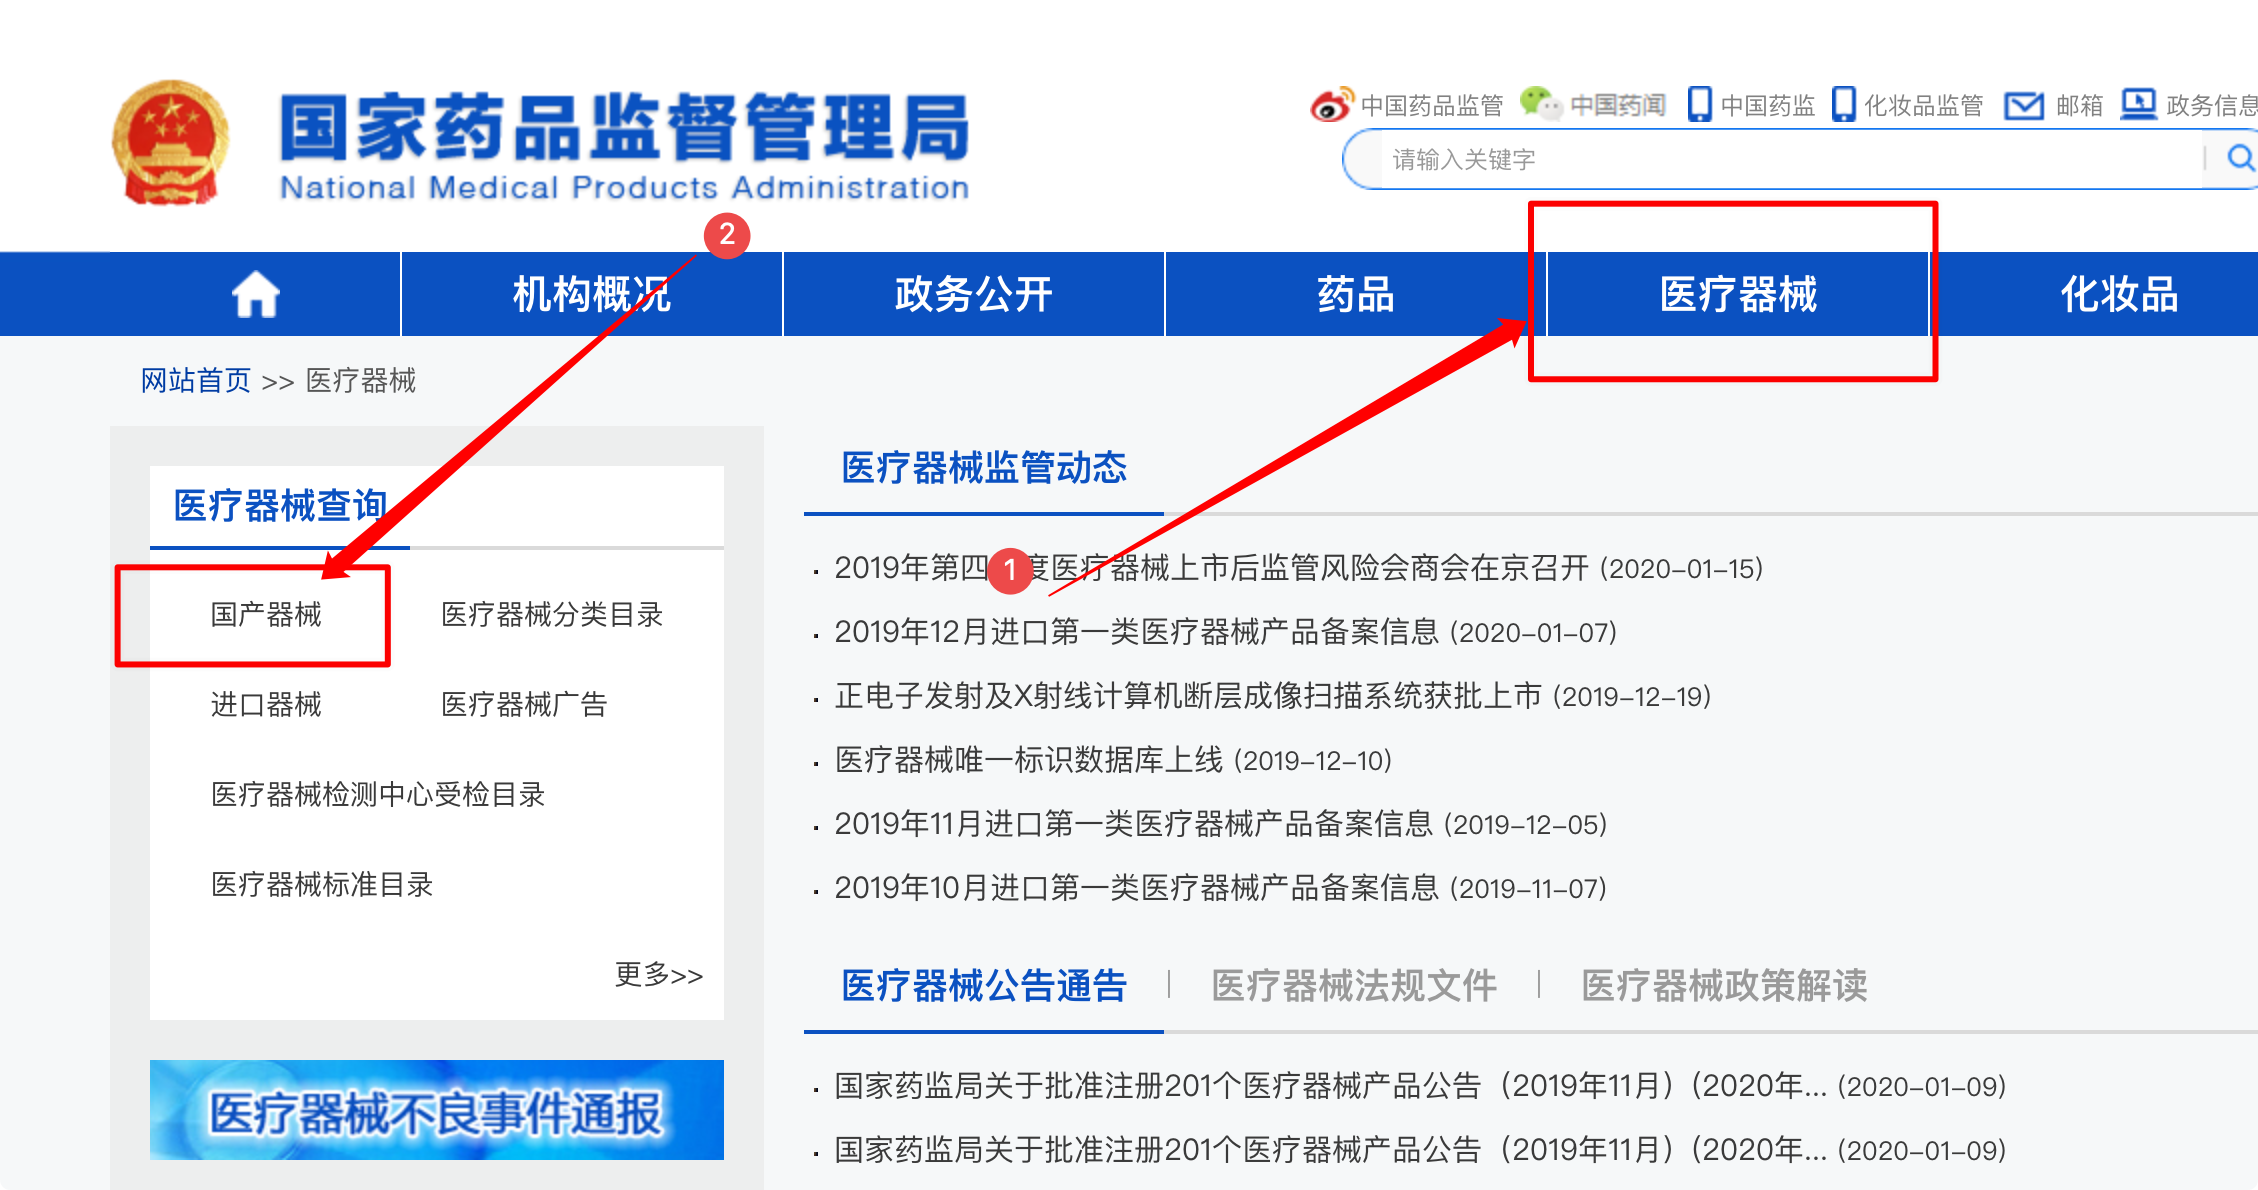 国家药品监督管理局
National Medical Products Administration
中国药品监管 中国药闻 中国药监 化妆品监管 邮箱 政务信息
请输入关键字
2
机构概况 政务公开 药品 医疗器械 化妆品
网站首页 >> 医疗器械
医疗器械查询
国产器械 医疗器械分类目录
进口器械 医疗器械广告
医疗器械检测中心受检目录
医疗器械标准目录
更多>>
医疗器械不良事件通报
医疗器械监管动态
· 2019年第四 1 度医疗器械上市后监管风险会商会在京召开 (2020-01-15)
· 2019年12月进口第一类医疗器械产品备案信息 (2020-01-07)
· 正电子发射及X射线计算机断层成像扫描系统获批上市 (2019-12-19)
· 医疗器械唯一标识数据库上线 (2019-12-10)
· 2019年11月进口第一类医疗器械产品备案信息 (2019-12-05)
· 2019年10月进口第一类医疗器械产品备案信息 (2019-11-07)
医疗器械公告通告 | 医疗器械法规文件 | 医疗器械政策解读
· 国家药监局关于批准注册201个医疗器械产品公告（2019年11月）（2020年... (2020-01-09)
· 国家药监局关于批准注册201个医疗器械产品公告（2019年11月）（2020年... (2020-01-09)